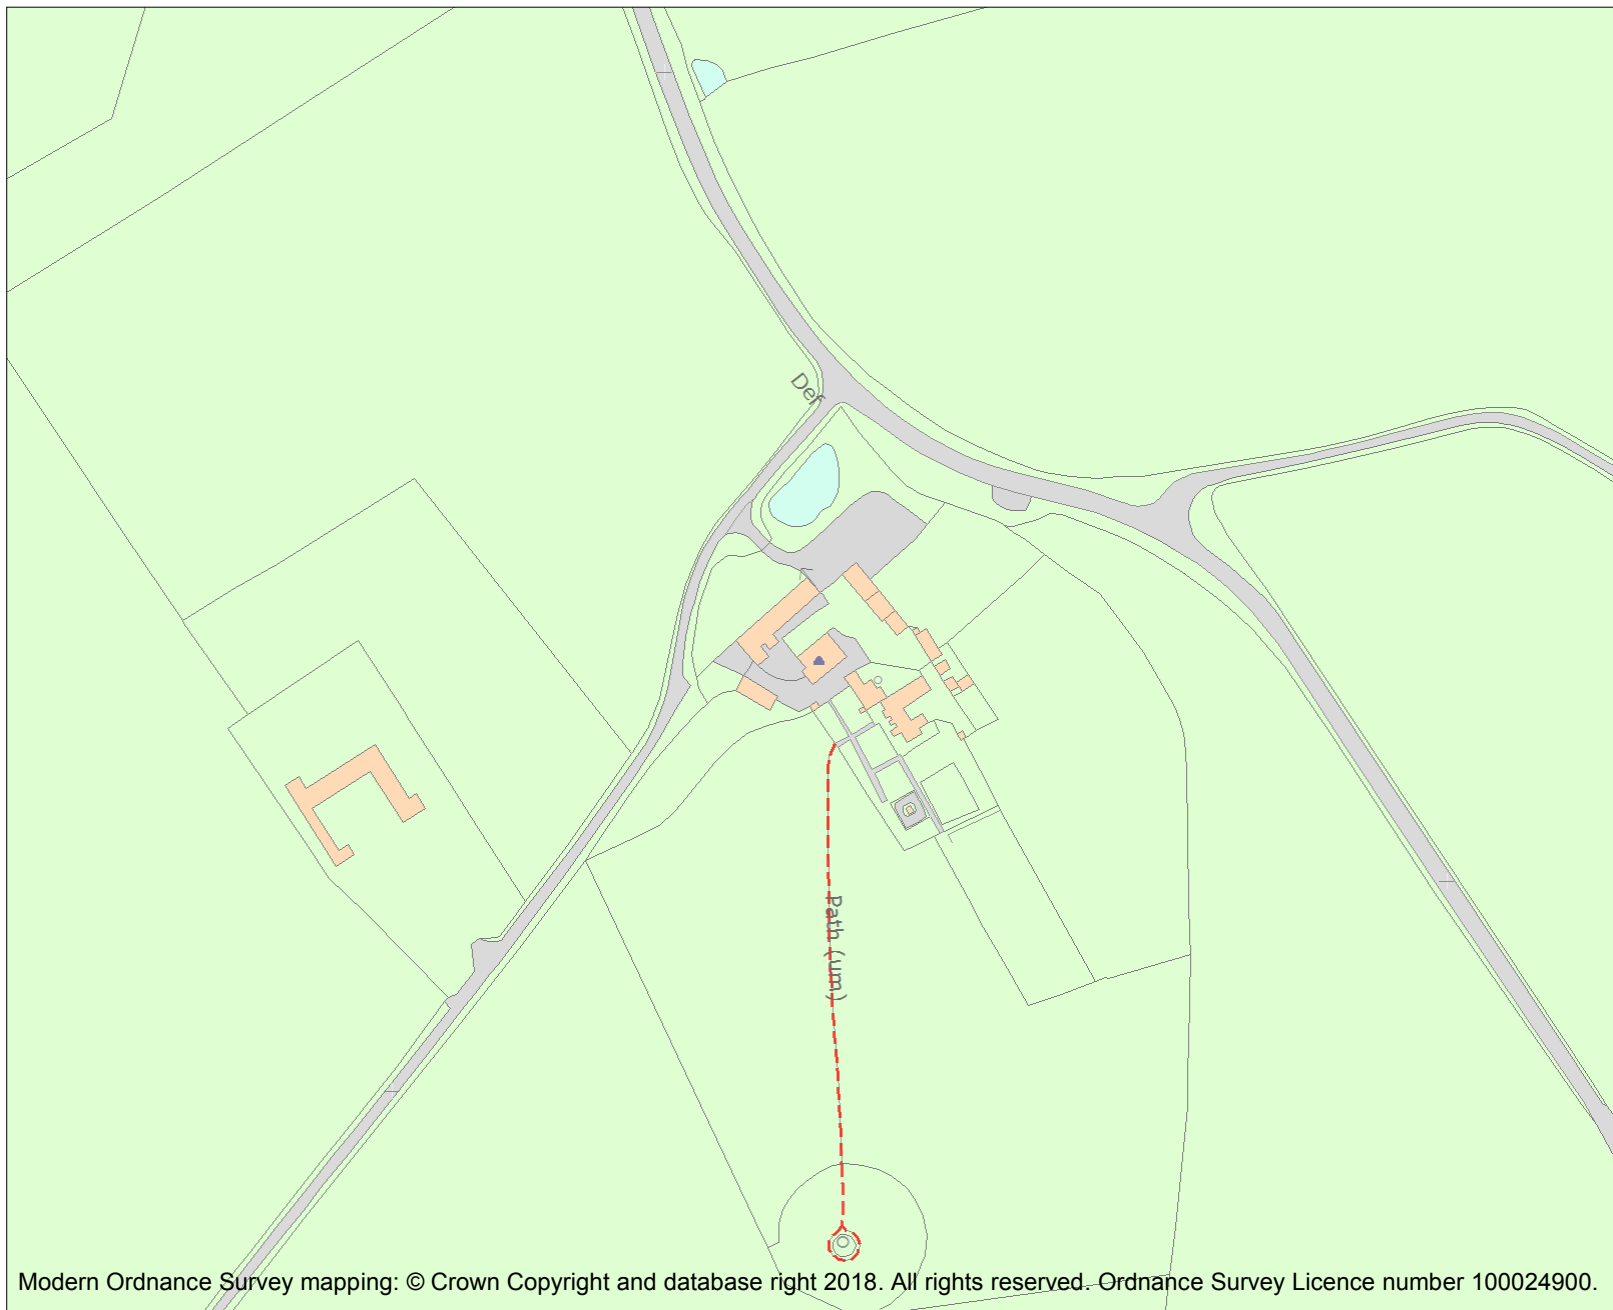 Def
Path (um)
Modern Ordnance Survey mapping: © Crown Copyright and database right 2018. All rights reserved. Ordnance Survey Licence number 100024900.